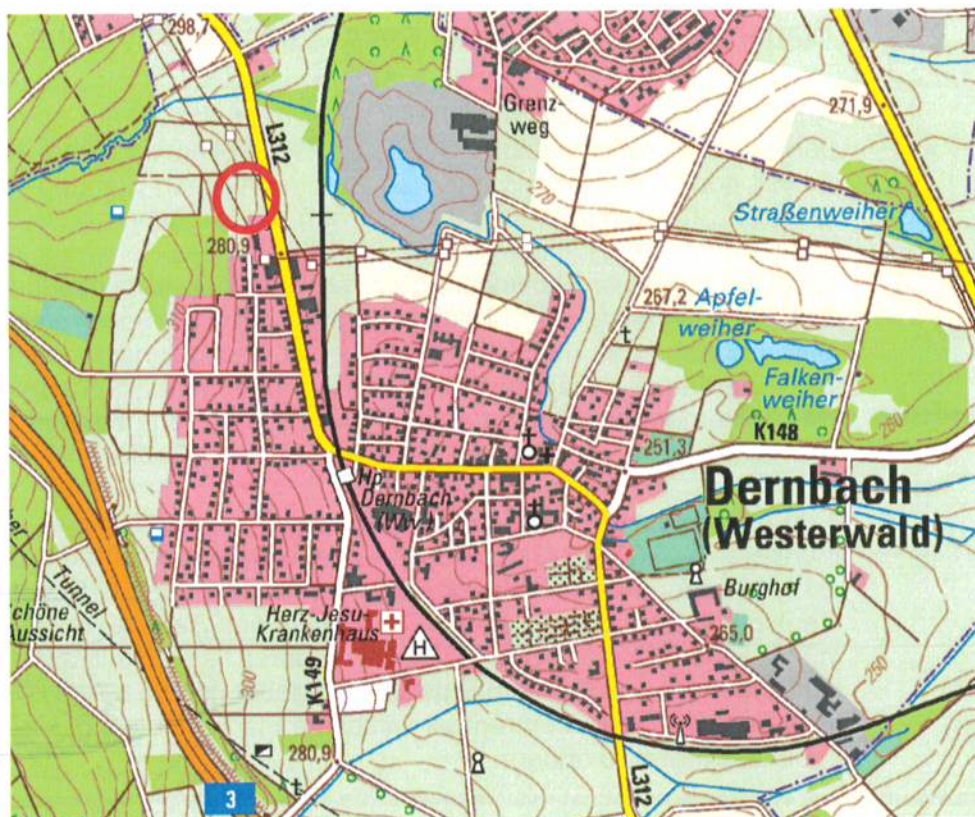 298,7
L312
Grenz-
weg
271,9
270
Straßenweiher
280,9
310
267,2
Apfel-
weiher
Falken-
weiher
K148
280
251,3
Hp
Dernbach
(Ww.)
Dernbach
(Westerwald)
Tunnel
Schöne
Aussicht
Herz-Jesu-
Krankenhaus
H
Burghof
265,0
250
K149
300
280,9
3
L312